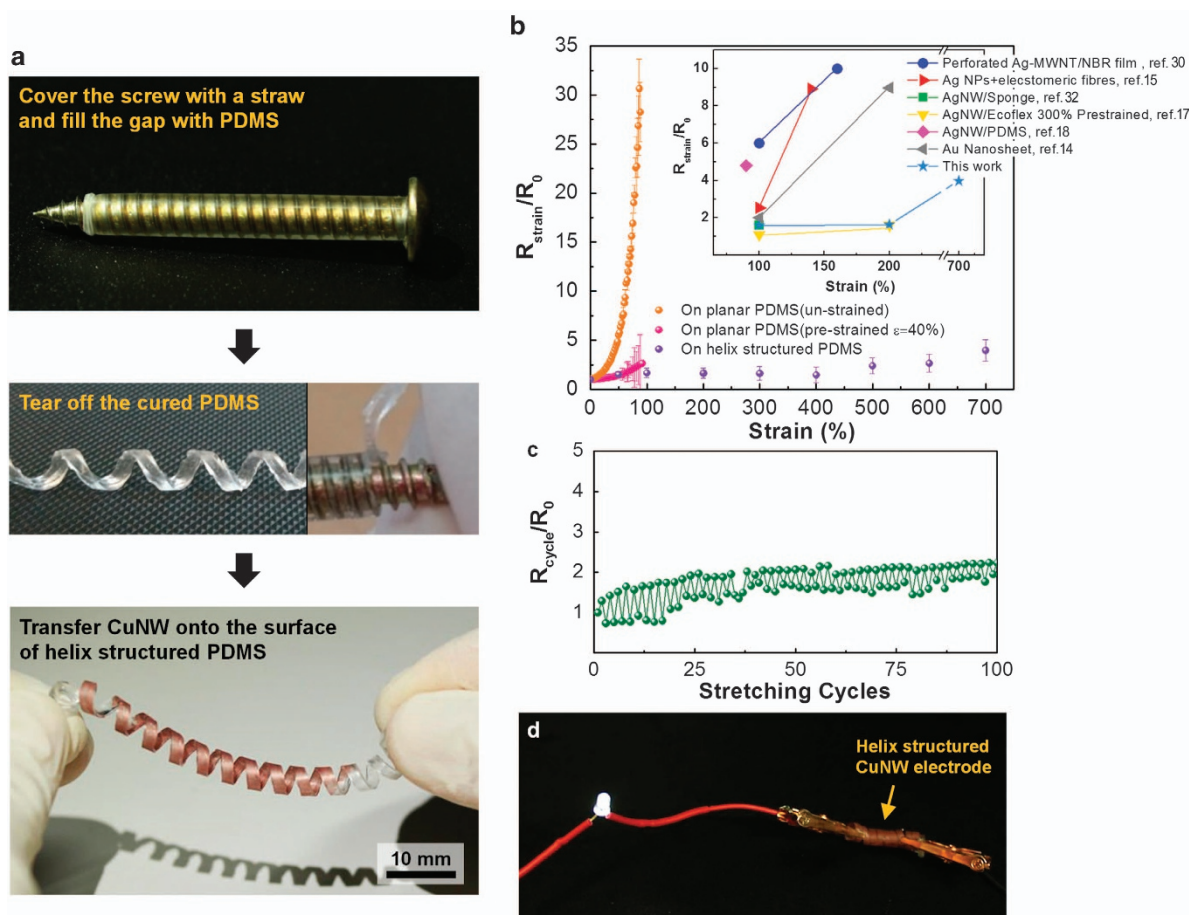 a
Cover the screw with a straw
and fill the gap with PDMS
Tear off the cured PDMS
Transfer CuNW onto the surface
of helix structured PDMS
10 mm
b
35
30
25
20
15
10
5
0
R_strain/R_0
0 100 200 300 400 500 600 700
Strain (%)
On planar PDMS(un-strained)
On planar PDMS(pre-strained ε=40%)
On helix structured PDMS
10
8
6
4
2
R_strain/R_0
100 200 700
Strain (%)
Perforated Ag-MWNT/NBR film , ref.30
Ag NPs+elecstomeric fibres, ref.15
AgNW/Sponge, ref.32
AgNW/Ecoflex 300% Prestrained, ref.17
AgNW/PDMS, ref.18
Au Nanosheet, ref.14
This work
c
5
4
3
2
1
R_cycle/R_0
0 25 50 75 100
Stretching Cycles
d
Helix structured
CuNW electrode